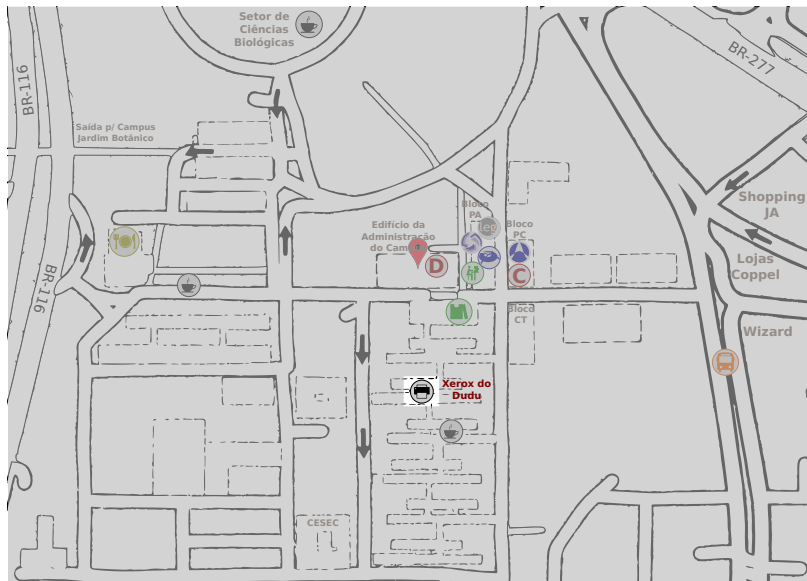 Setor de
Ciências
Biológicas
BR-116
BR-277
Saída p/ Campus
Jardim Botânico
Shopping
JA
Bloco
PA
Edifício da
Administração
do Campus
Bloco
PC
D
C
Lojas
Coppel
BR-116
Bloco
CT
Wizard
Xerox do
Dudu
CESEC